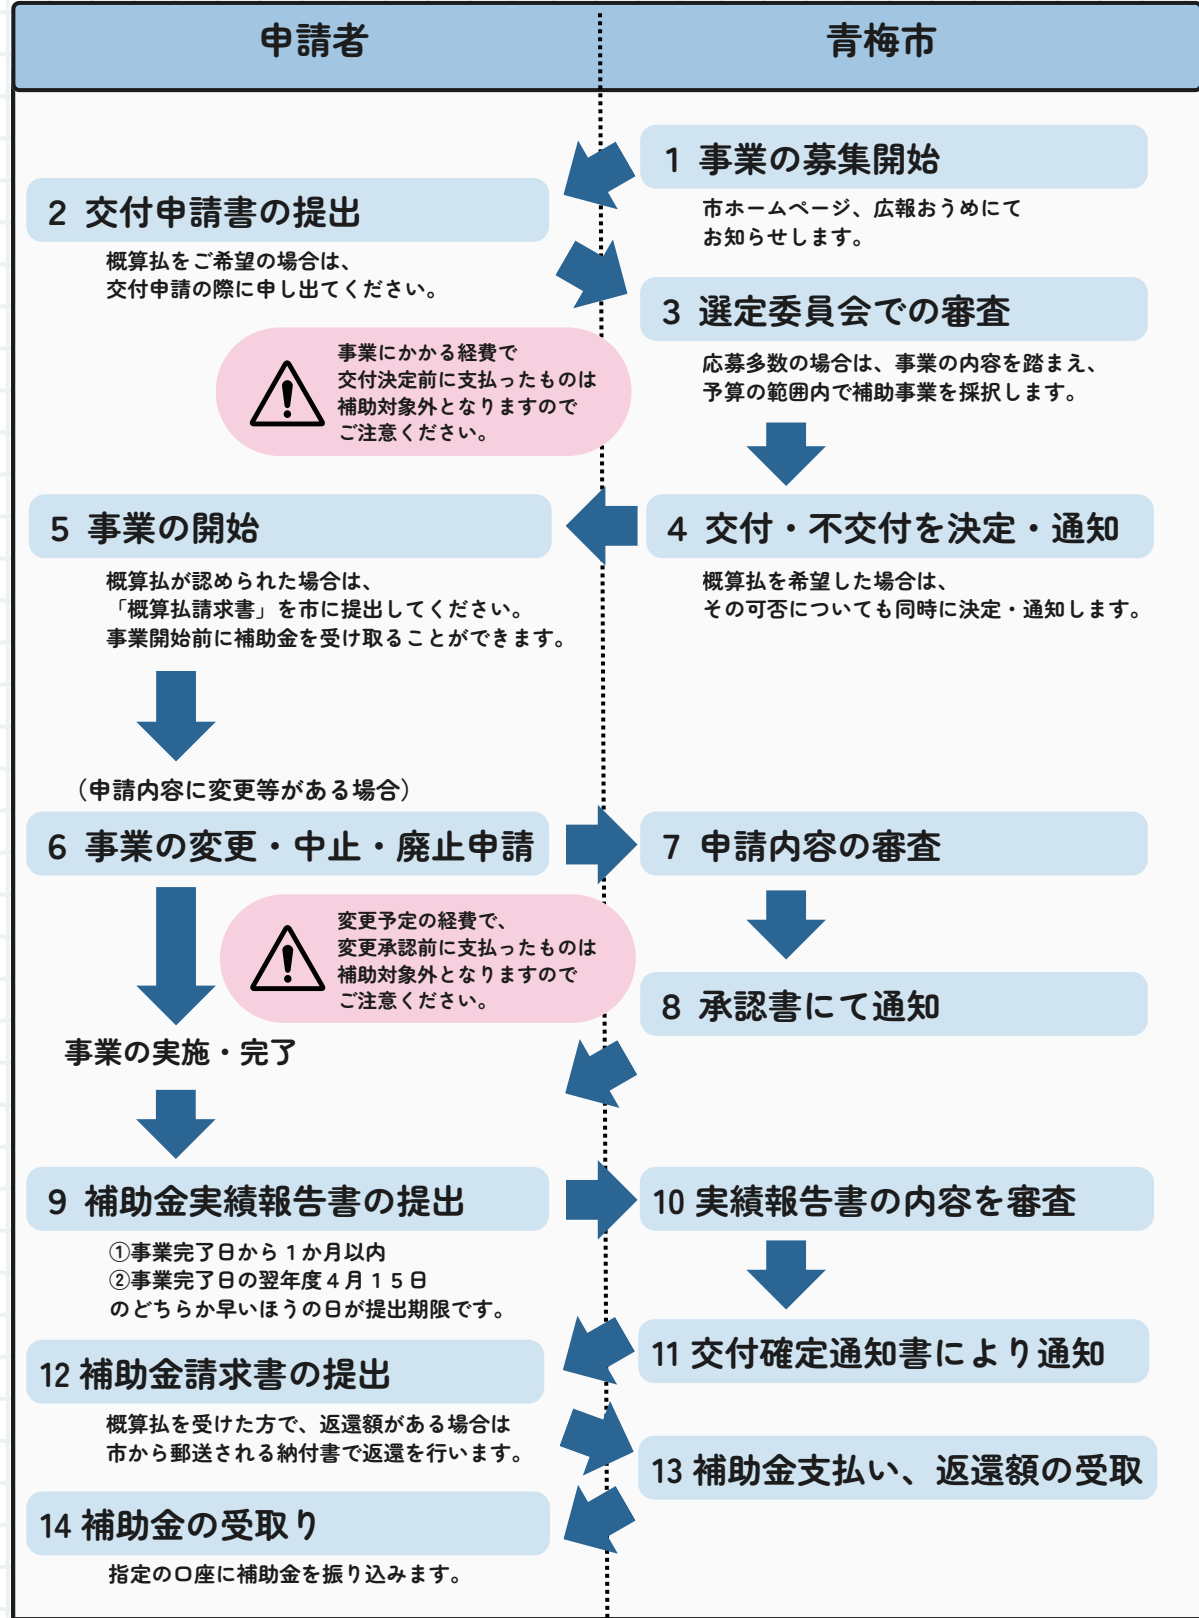 申請者
青梅市
1 事業の募集開始
市ホームページ、広報おうめにて
お知らせします。
2 交付申請書の提出
概算払をご希望の場合は、
交付申請の際に申し出てください。
3 選定委員会での審査
応募多数の場合は、事業の内容を踏まえ、
予算の範囲内で補助事業を採択します。
事業にかかる経費で
交付決定前に支払ったものは
補助対象外となりますので
ご注意ください。
4 交付・不交付を決定・通知
概算払を希望した場合は、
その可否についても同時に決定・通知します。
5 事業の開始
概算払が認められた場合は、
「概算払請求書」を市に提出してください。
事業開始前に補助金を受け取ることができます。
（申請内容に変更等がある場合）
6 事業の変更・中止・廃止申請
7 申請内容の審査
変更予定の経費で、
変更承認前に支払ったものは
補助対象外となりますので
ご注意ください。
8 承認書にて通知
事業の実施・完了
9 補助金実績報告書の提出
①事業完了日から１か月以内
②事業完了日の翌年度４月１５日
のどちらか早いほうの日が提出期限です。
10 実績報告書の内容を審査
11 交付確定通知書により通知
12 補助金請求書の提出
概算払を受けた方で、返還額がある場合は
市から郵送される納付書で返還を行います。
13 補助金支払い、返還額の受取
14 補助金の受取り
指定の口座に補助金を振り込みます。